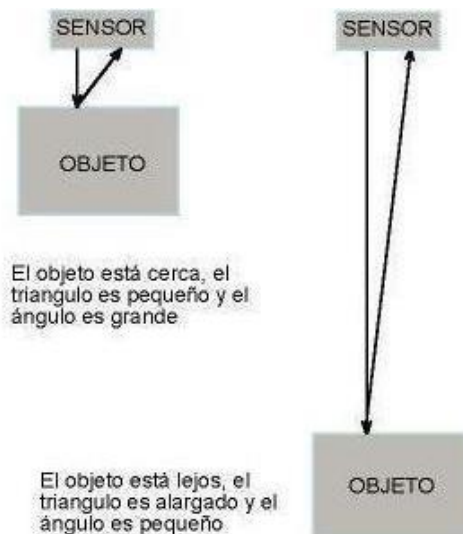 SENSOR
OBJETO
El objeto está cerca, el
triangulo es pequeño y el
ángulo es grande
SENSOR
OBJETO
El objeto está lejos, el
triangulo es alargado y el
ángulo es pequeño